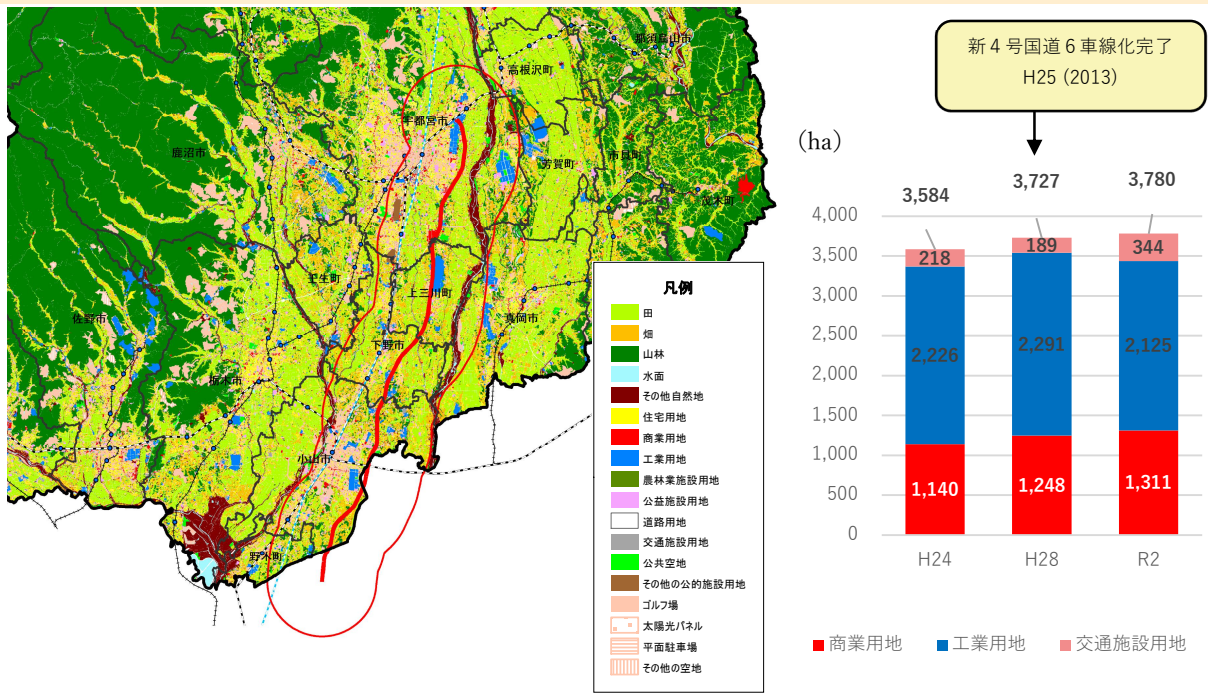 那須烏山市
高根沢町
宇都宮市
鹿沼市
芳賀町
市貝町
茂木町
壬生町
上三川町
真岡市
佐野市
下野市
栃木市
小山市
野木町
凡例
田
畑
山林
水面
その他自然地
住宅用地
商業用地
工業用地
農林業施設用地
公益施設用地
道路用地
交通施設用地
公共空地
その他の公的施設用地
ゴルフ場
太陽光パネル
平面駐車場
その他の空地
新4号国道6車線化完了
H25 (2013)
(ha)
3,584
3,727
3,780
4,000
3,500
3,000
2,500
2,000
1,500
1,000
500
0
218
189
344
2,226
2,291
2,125
1,140
1,248
1,311
H24
H28
R2
商業用地
工業用地
交通施設用地